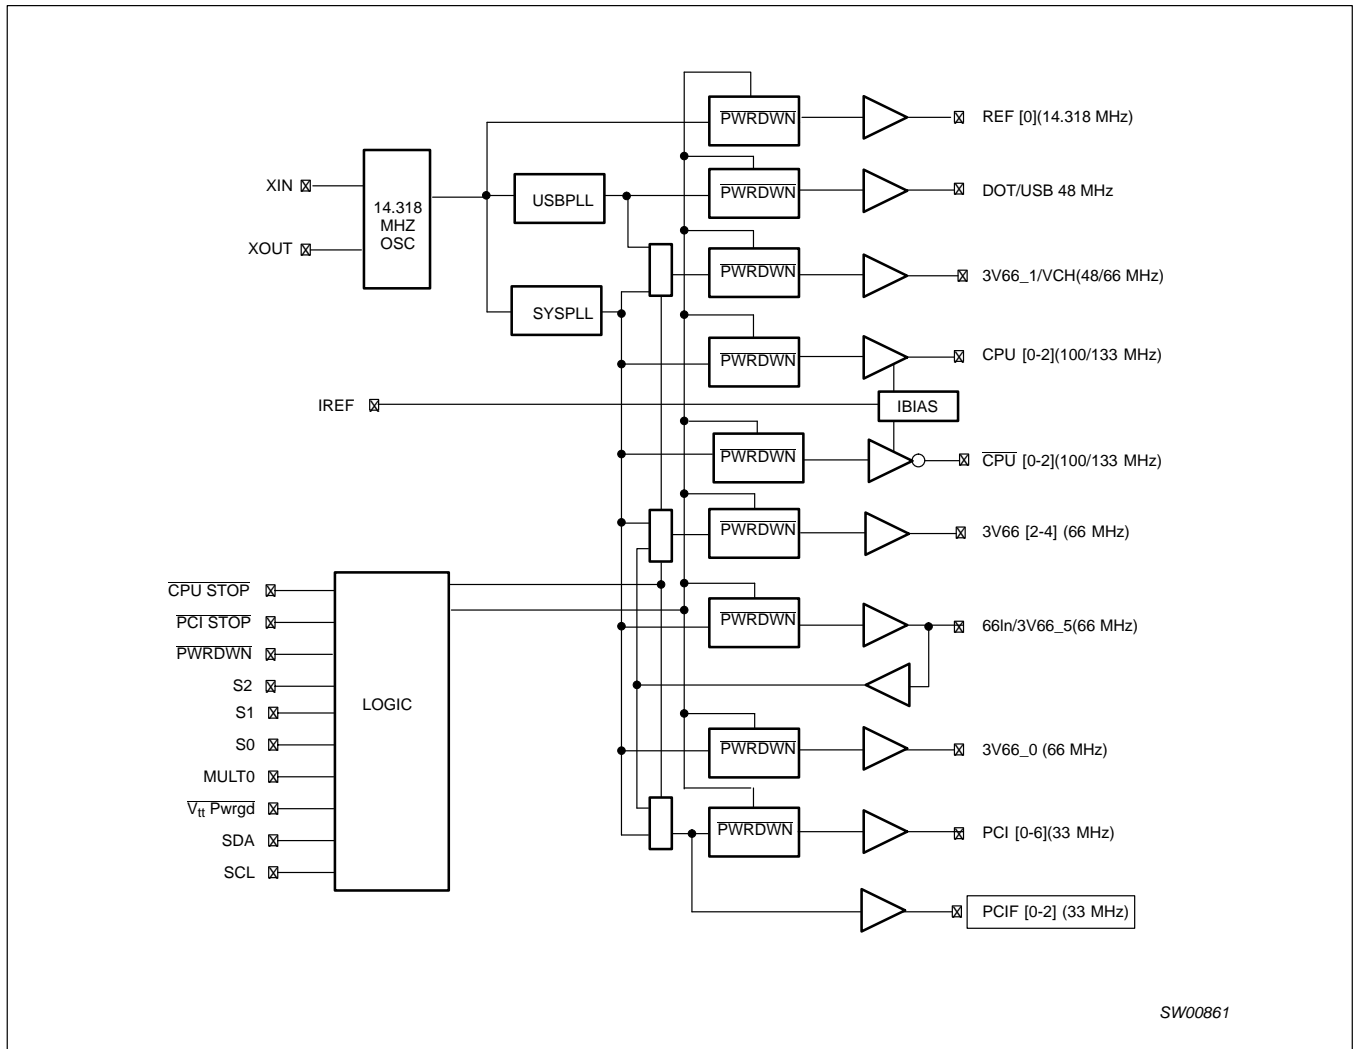 PWRDWN
REF [0](14.318 MHz)
XIN
XOUT
14.318
MHZ
OSC
USBPLL
PWRDWN
DOT/USB 48 MHz
PWRDWN
3V66_1/VCH(48/66 MHz)
SYSPLL
PWRDWN
CPU [0-2](100/133 MHz)
IREF
IBIAS
PWRDWN
CPU [0-2](100/133 MHz)
PWRDWN
3V66 [2-4] (66 MHz)
CPU STOP
PCI STOP
PWRDWN
S2
S1
S0
MULT0
Vtt Pwrgd
SDA
SCL
LOGIC
PWRDWN
66In/3V66_5(66 MHz)
PWRDWN
3V66_0 (66 MHz)
PWRDWN
PCI [0-6](33 MHz)
PCIF [0-2] (33 MHz)
SW00861